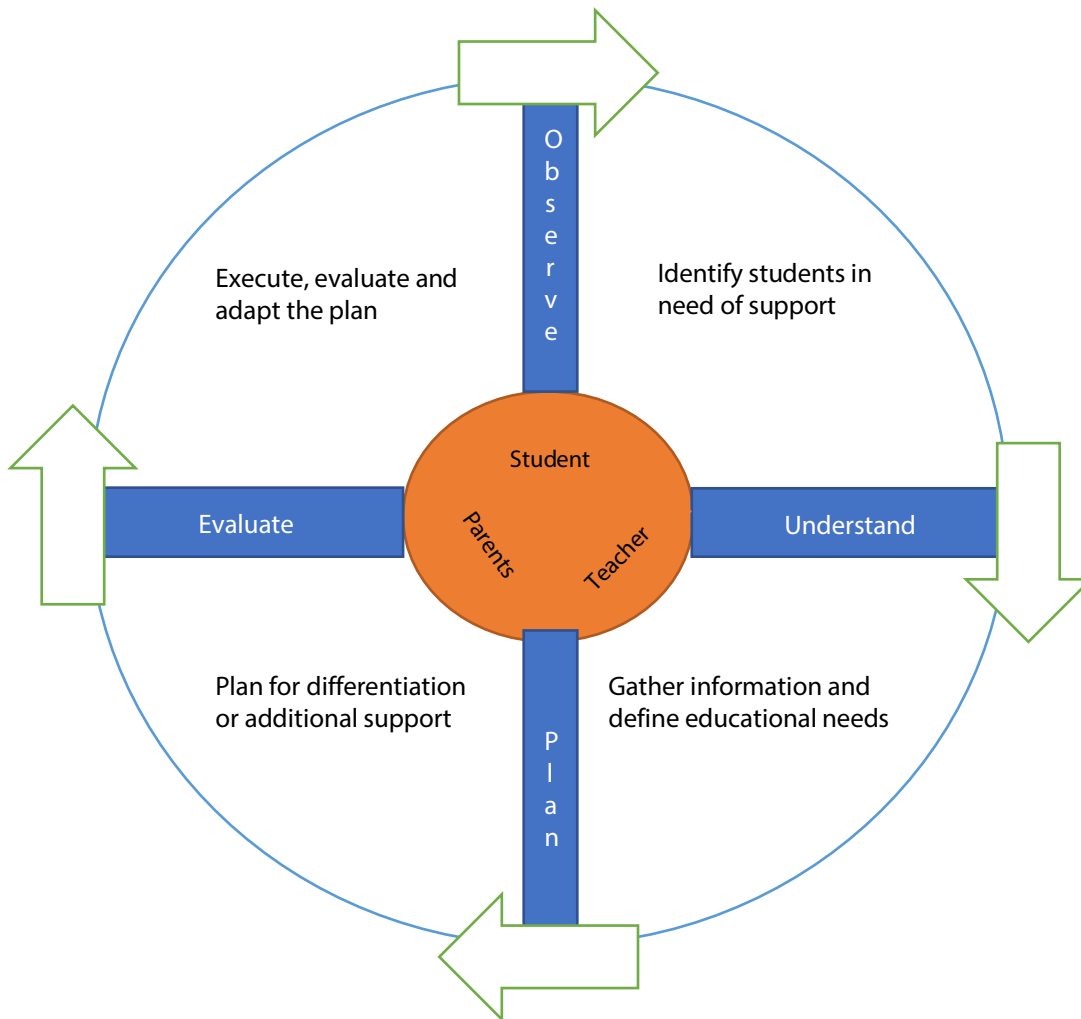 Observe
Execute, evaluate and
adapt the plan
Identify students in
need of support
Student
Parents
Teacher
Evaluate
Understand
Plan for differentiation
or additional support
Gather information and
define educational needs
Plan